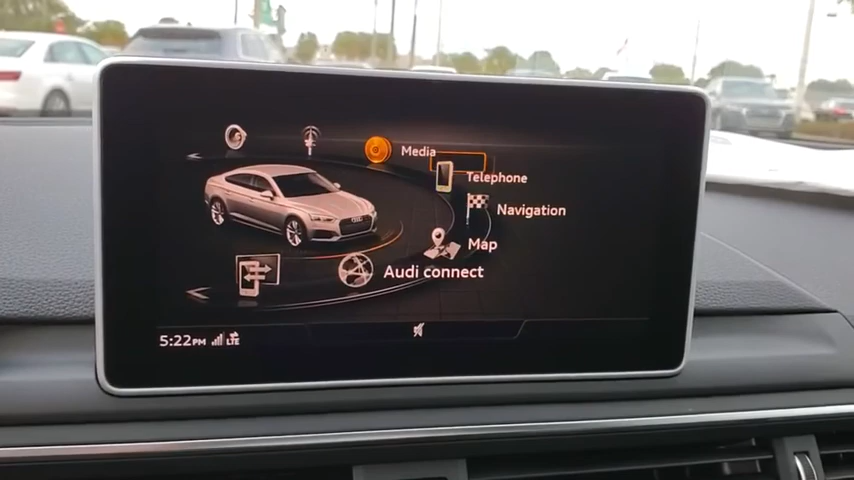 Media
Telephone
Navigation
Map
Audi connect
5:22PM LTE